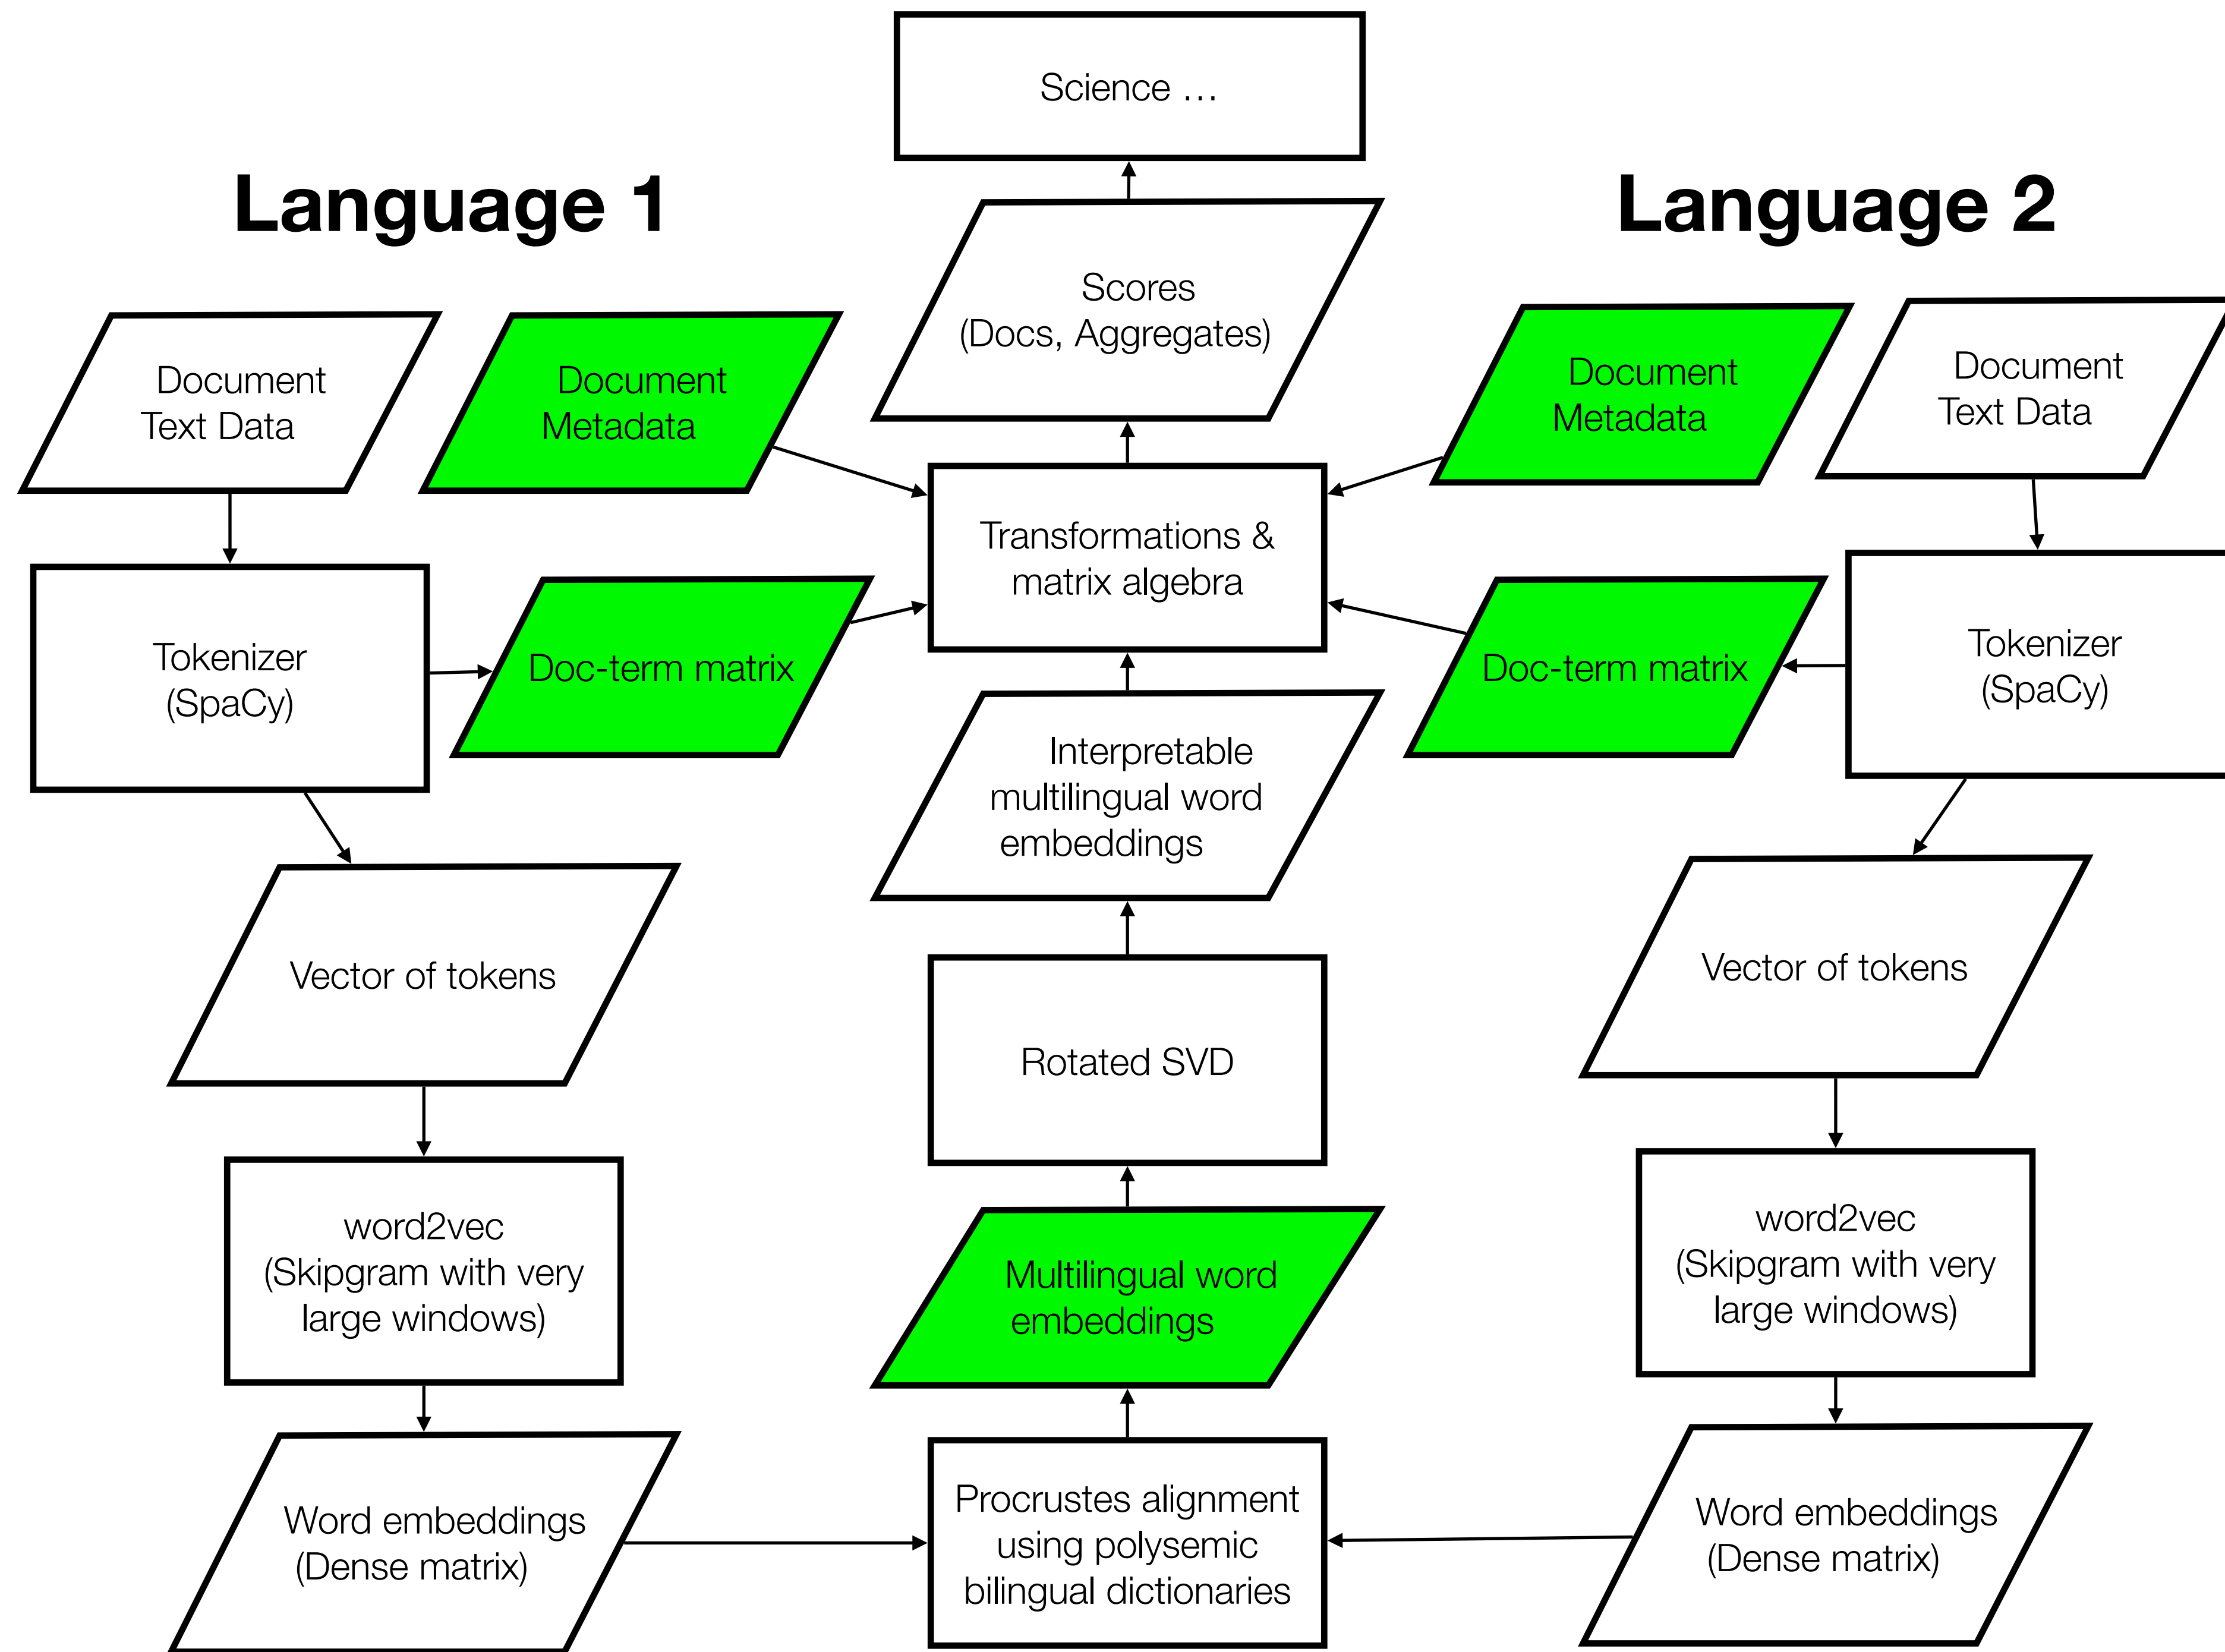 Science …
Language 1
Language 2
Scores
(Docs, Aggregates)
Document
Text Data
Document
Metadata
Document
Metadata
Document
Text Data
Transformations &
matrix algebra
Tokenizer
(SpaCy)
Doc-term matrix
Doc-term matrix
Tokenizer
(SpaCy)
Interpretable
multilingual word
embeddings
Vector of tokens
Vector of tokens
Rotated SVD
word2vec
(Skipgram with very
large windows)
Multilingual word
embeddings
word2vec
(Skipgram with very
large windows)
Word embeddings
(Dense matrix)
Procrustes alignment
using polysemic
bilingual dictionaries
Word embeddings
(Dense matrix)